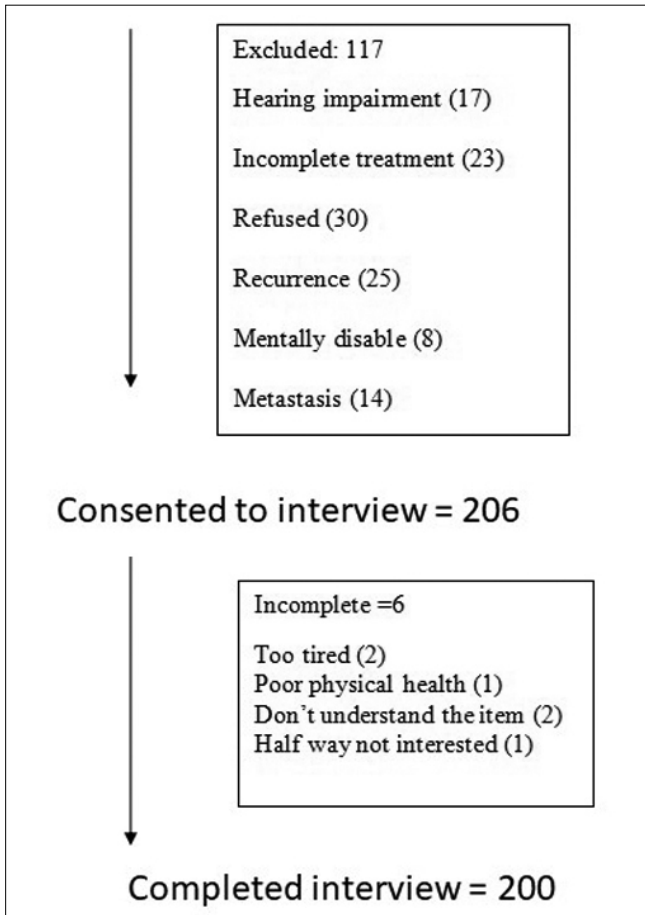 Excluded: 117
Hearing impairment (17)
Incomplete treatment (23)
Refused (30)
Recurrence (25)
Mentally disable (8)
Metastasis (14)
Consented to interview = 206
Incomplete =6
Too tired (2)
Poor physical health (1)
Don't understand the item (2)
Half way not interested (1)
Completed interview = 200